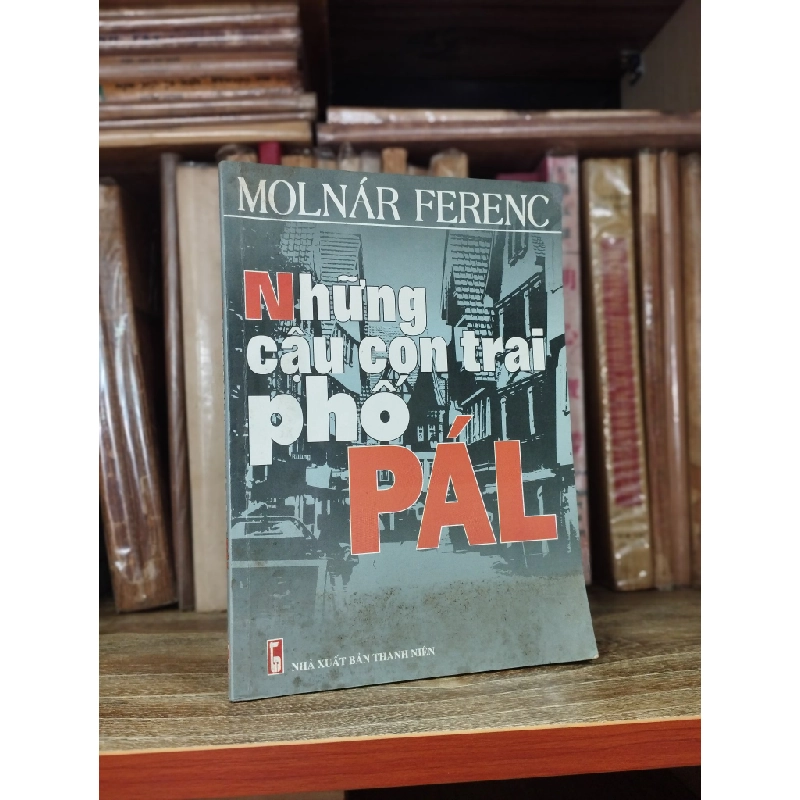 MOLNÁR FERENC
Những
cậu con trai
phố
PÁL
NHÀ XUẤT BẢN THANH NIÊN